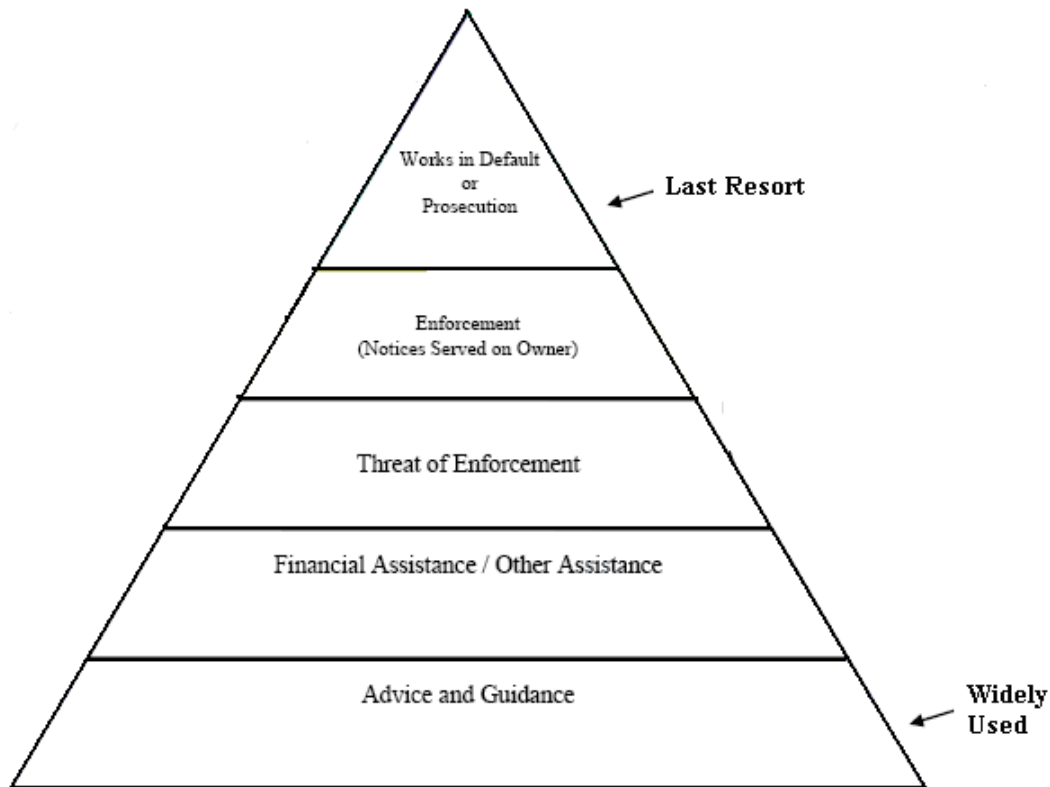 Works in Default
or
Prosecution
Last Resort
Enforcement
(Notices Served on Owner)
Threat of Enforcement
Financial Assistance / Other Assistance
Advice and Guidance
Widely
Used